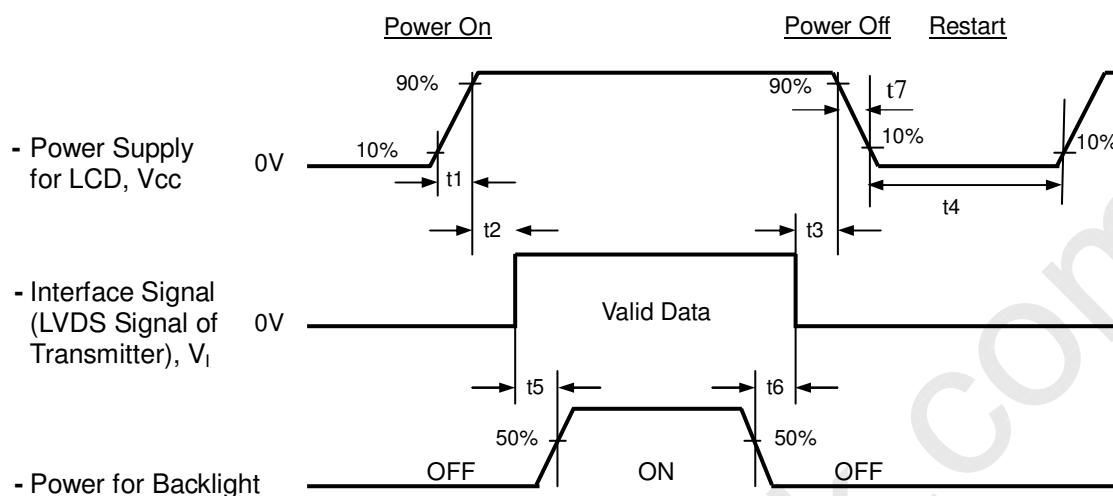 Power On Power Off Restart
90% 90% t7
- Power Supply for LCD, Vcc 0V 10% 10% 10%
t1 t4
t2 t3
- Interface Signal (LVDS Signal of Transmitter), VI 0V Valid Data
t5 t6
50% 50%
- Power for Backlight OFF ON OFF
com